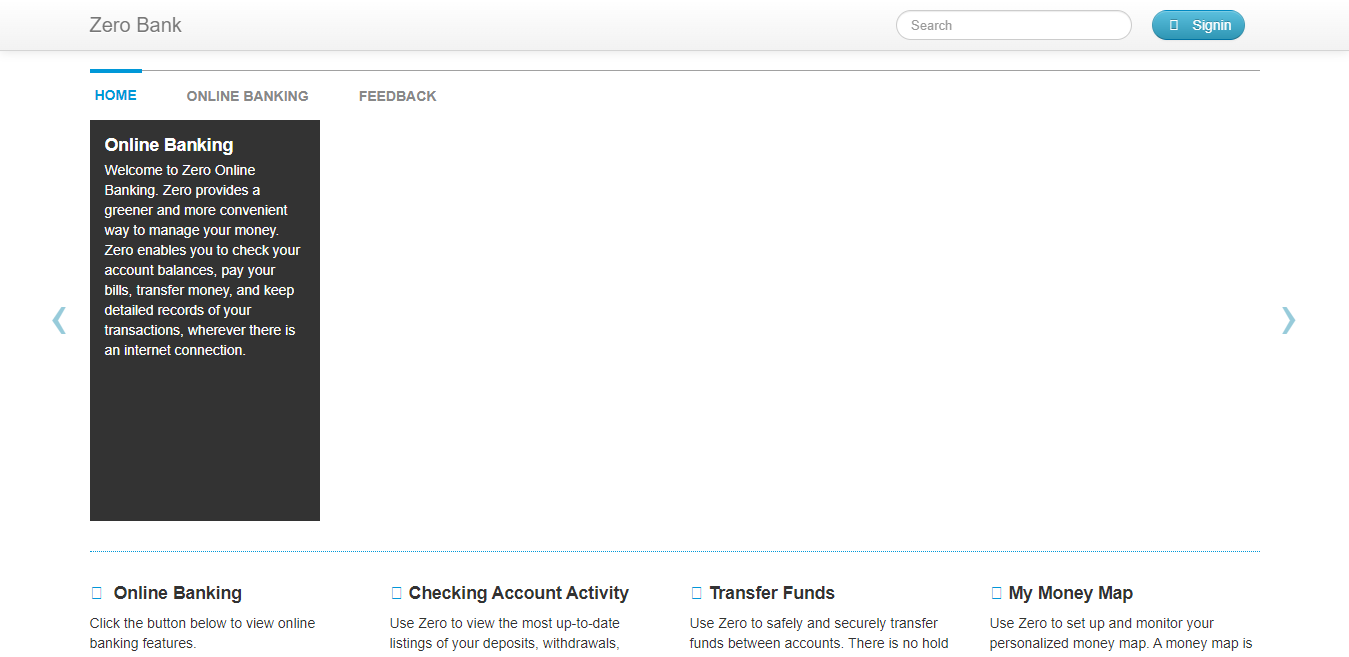 Zero Bank
Search
Signin
HOME
ONLINE BANKING
FEEDBACK
Online Banking
Welcome to Zero Online
Banking. Zero provides a
greener and more convenient
way to manage your money.
Zero enables you to check your
account balances, pay your
bills, transfer money, and keep
detailed records of your
transactions, wherever there is
an internet connection.
Online Banking
Click the button below to view online
banking features.
Checking Account Activity
Use Zero to view the most up-to-date
listings of your deposits, withdrawals,
Transfer Funds
Use Zero to safely and securely transfer
funds between accounts. There is no hold
My Money Map
Use Zero to set up and monitor your
personalized money map. A money map is